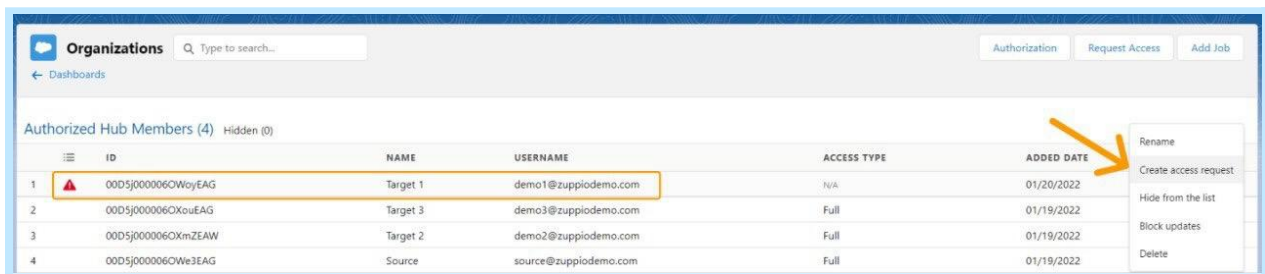 Organizations Type to search... Authorization Request Access Add Job
← Dashboards
Authorized Hub Members (4) Hidden (0)
ID NAME USERNAME ACCESS TYPE ADDED DATE
1 00D5j000006OWoyEAG Target 1 demo1@zuppiodemo.com N/A 01/20/2022
2 00D5j000006OXouEAG Target 3 demo3@zuppiodemo.com Full 01/19/2022
3 00D5j000006OXmZEAW Target 2 demo2@zuppiodemo.com Full 01/19/2022
4 00D5j000006OWe3EAG Source source@zuppiodemo.com Full 01/19/2022
Rename
Create access request
Hide from the list
Block updates
Delete